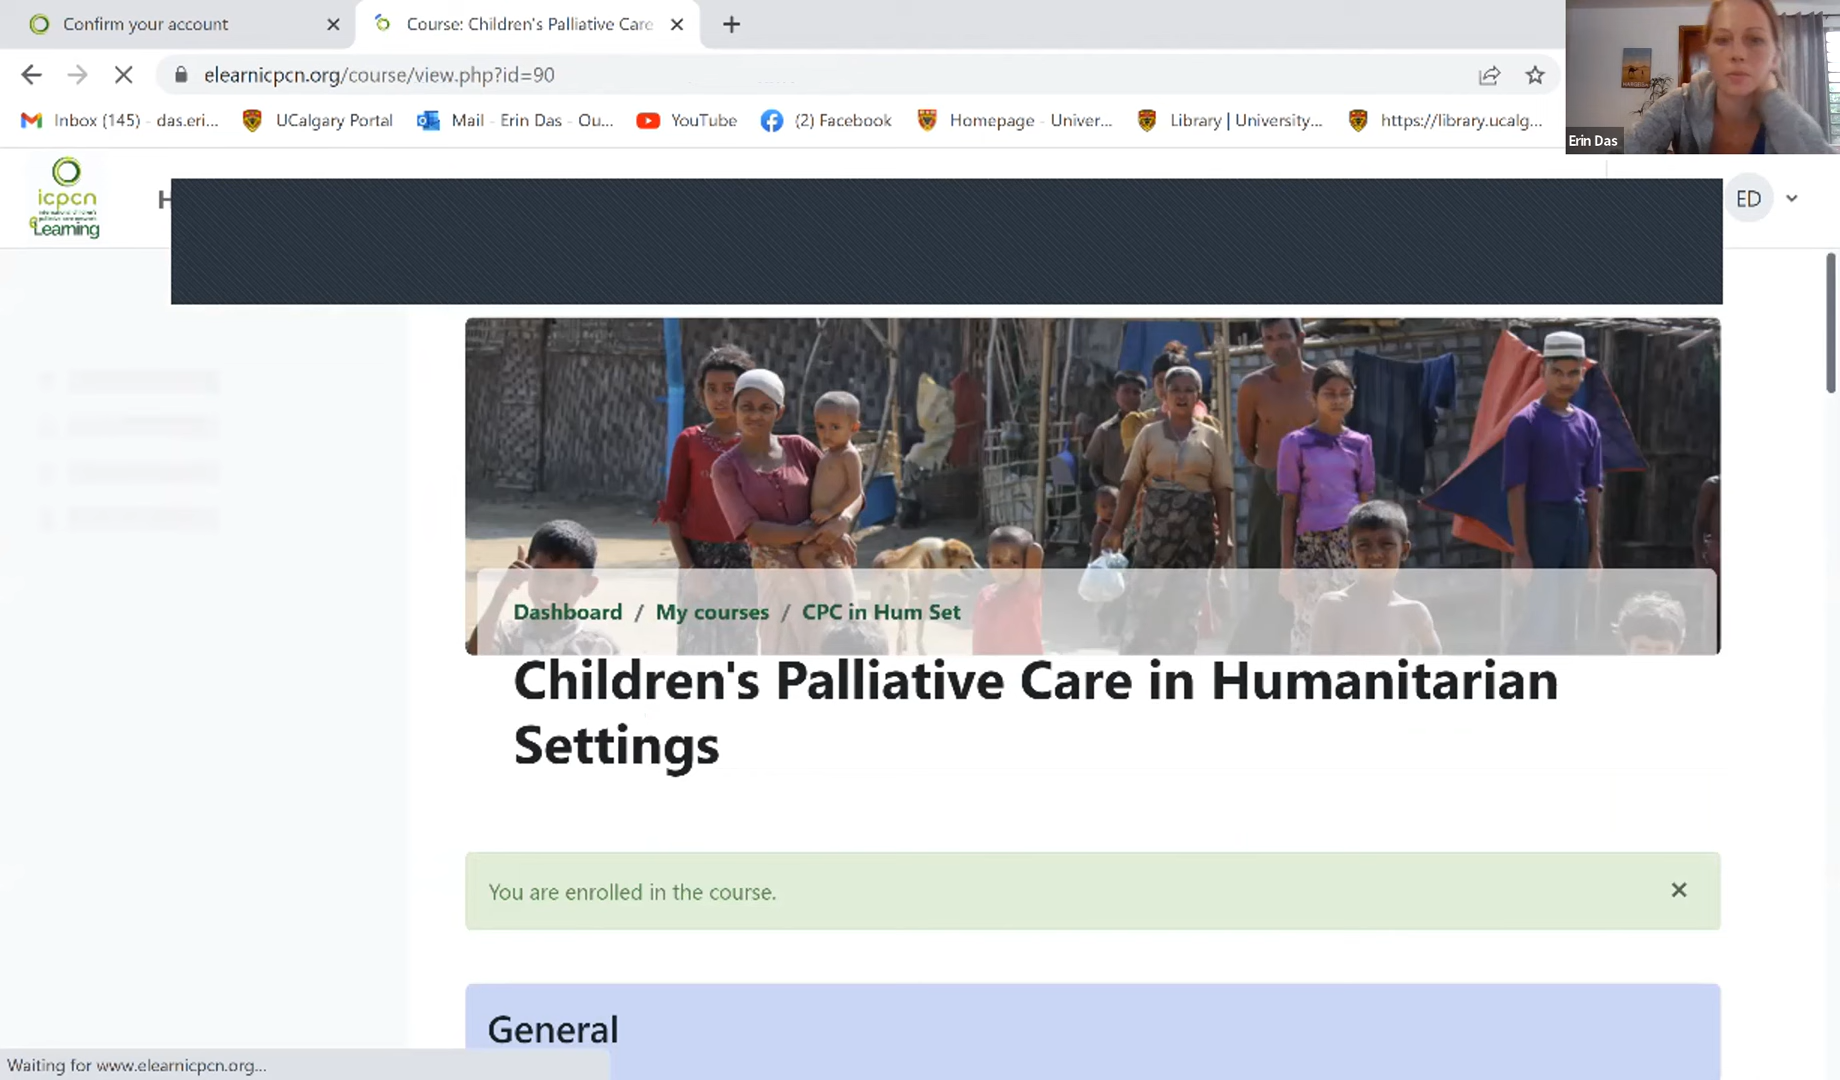 Confirm your account
Course: Children's Palliative Care
elearnicpcn.org/course/view.php?id=90
Inbox (145) - das.eri...
UCalgary Portal
Mail - Erin Das - Ou...
YouTube
(2) Facebook
Homepage - Univer...
Library | University...
https://library.ucalg...
Erin Das
icpcn
eLearning
H
ED
Dashboard / My courses / CPC in Hum Set
Children's Palliative Care in Humanitarian
Settings
You are enrolled in the course.
General
Waiting for www.elearnicpcn.org...